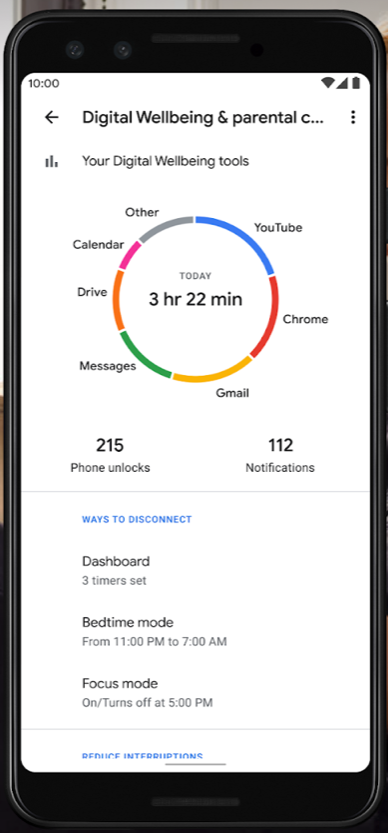 10:00
Digital Wellbeing & parental c...
Your Digital Wellbeing tools
Other
YouTube
Calendar
TODAY
Drive
3 hr 22 min
Chrome
Messages
Gmail
215
112
Phone unlocks
Notifications
WAYS TO DISCONNECT
Dashboard
3 timers set
Bedtime mode
From 11:00 PM to 7:00 AM
Focus mode
On/Turns off at 5:00 PM
REDUCE INTERRUPTIONS